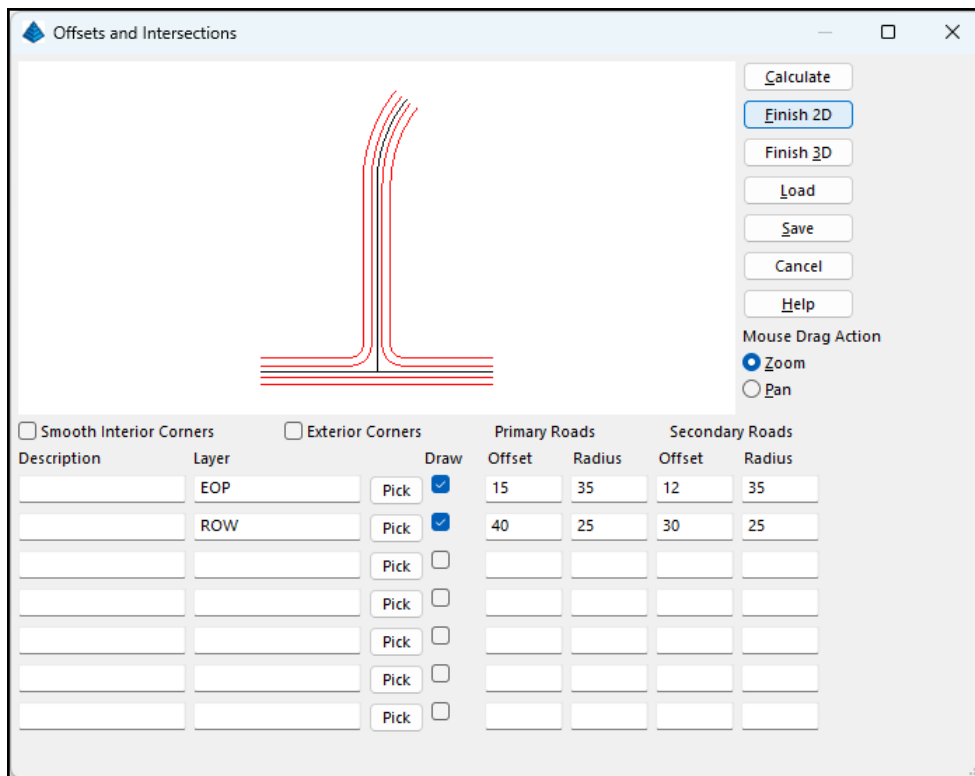 Offsets and Intersections
Calculate
Finish 2D
Finish 3D
Load
Save
Cancel
Help
Mouse Drag Action
Zoom
Pan
Smooth Interior Corners Exterior Corners Primary Roads Secondary Roads
Description Layer Draw Offset Radius Offset Radius
EOP Pick 15 35 12 35
ROW Pick 40 25 30 25
Pick
Pick
Pick
Pick
Pick